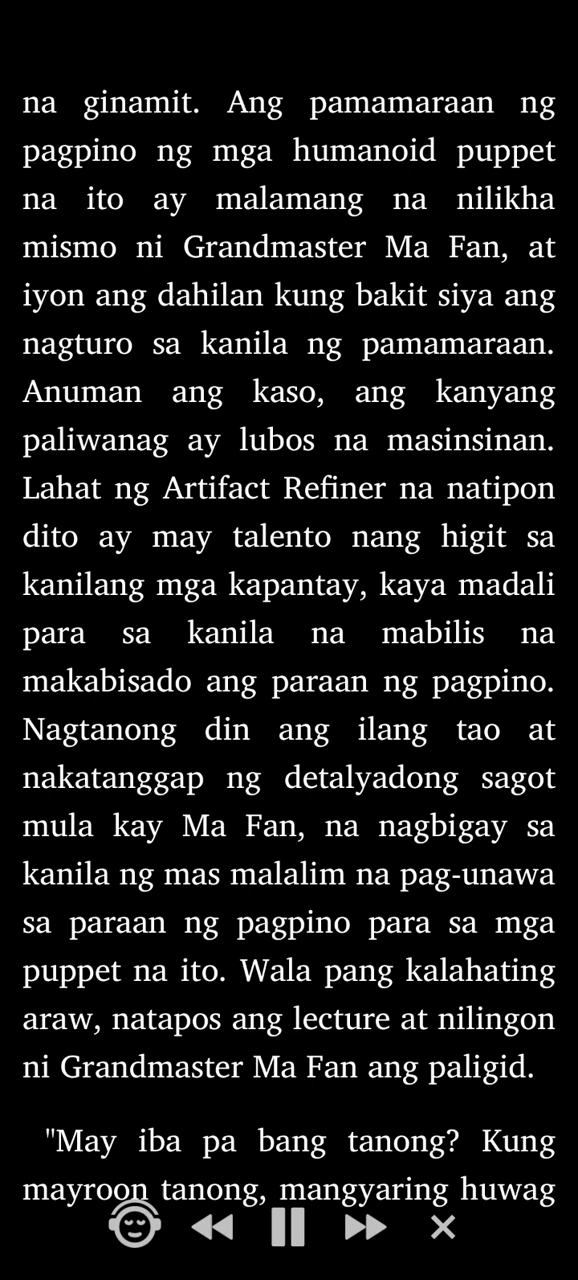 na ginamit. Ang pamamaraan ng
pagpino ng mga humanoid puppet
na ito ay malamang na nilikha
mismo ni Grandmaster Ma Fan, at
iyon ang dahilan kung bakit siya ang
nagturo sa kanila ng pamamaraan.
Anuman ang kaso, ang kanyang
paliwanag ay lubos na masinsinan.
Lahat ng Artifact Refiner na natipon
dito ay may talento nang higit sa
kanilang mga kapantay, kaya madali
para sa kanila na mabilis na
makabisado ang paraan ng pagpino.
Nagtanong din ang ilang tao at
nakatanggap ng detalyadong sagot
mula kay Ma Fan, na nagbigay sa
kanila ng mas malalim na pag-unawa
sa paraan ng pagpino para sa mga
puppet na ito. Wala pang kalahating
araw, natapos ang lecture at nilingon
ni Grandmaster Ma Fan ang paligid.
"May iba pa bang tanong? Kung
mayroon tanong, mangyaring huwag